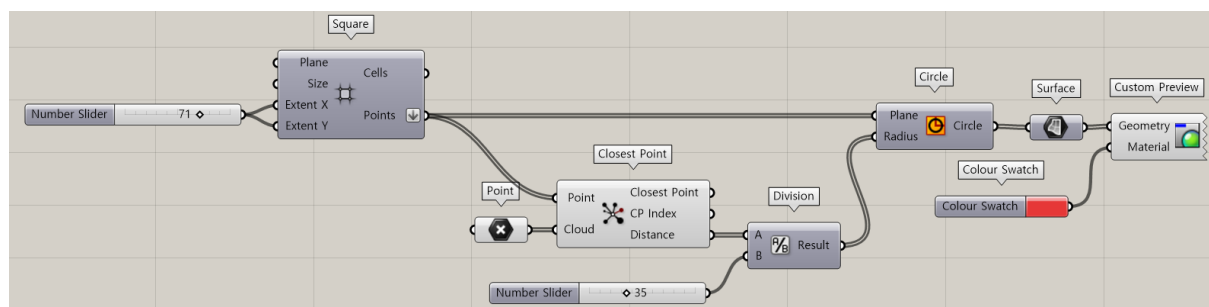 Square
Plane
Size
Extent X
Extent Y
Cells
Points
Number Slider 71
Closest Point
Point
Point
Cloud
Closest Point
CP Index
Distance
Number Slider 35
Division
A
B
A/B
Result
Circle
Plane
Radius
Circle
Surface
Colour Swatch
Colour Swatch
Custom Preview
Geometry
Material